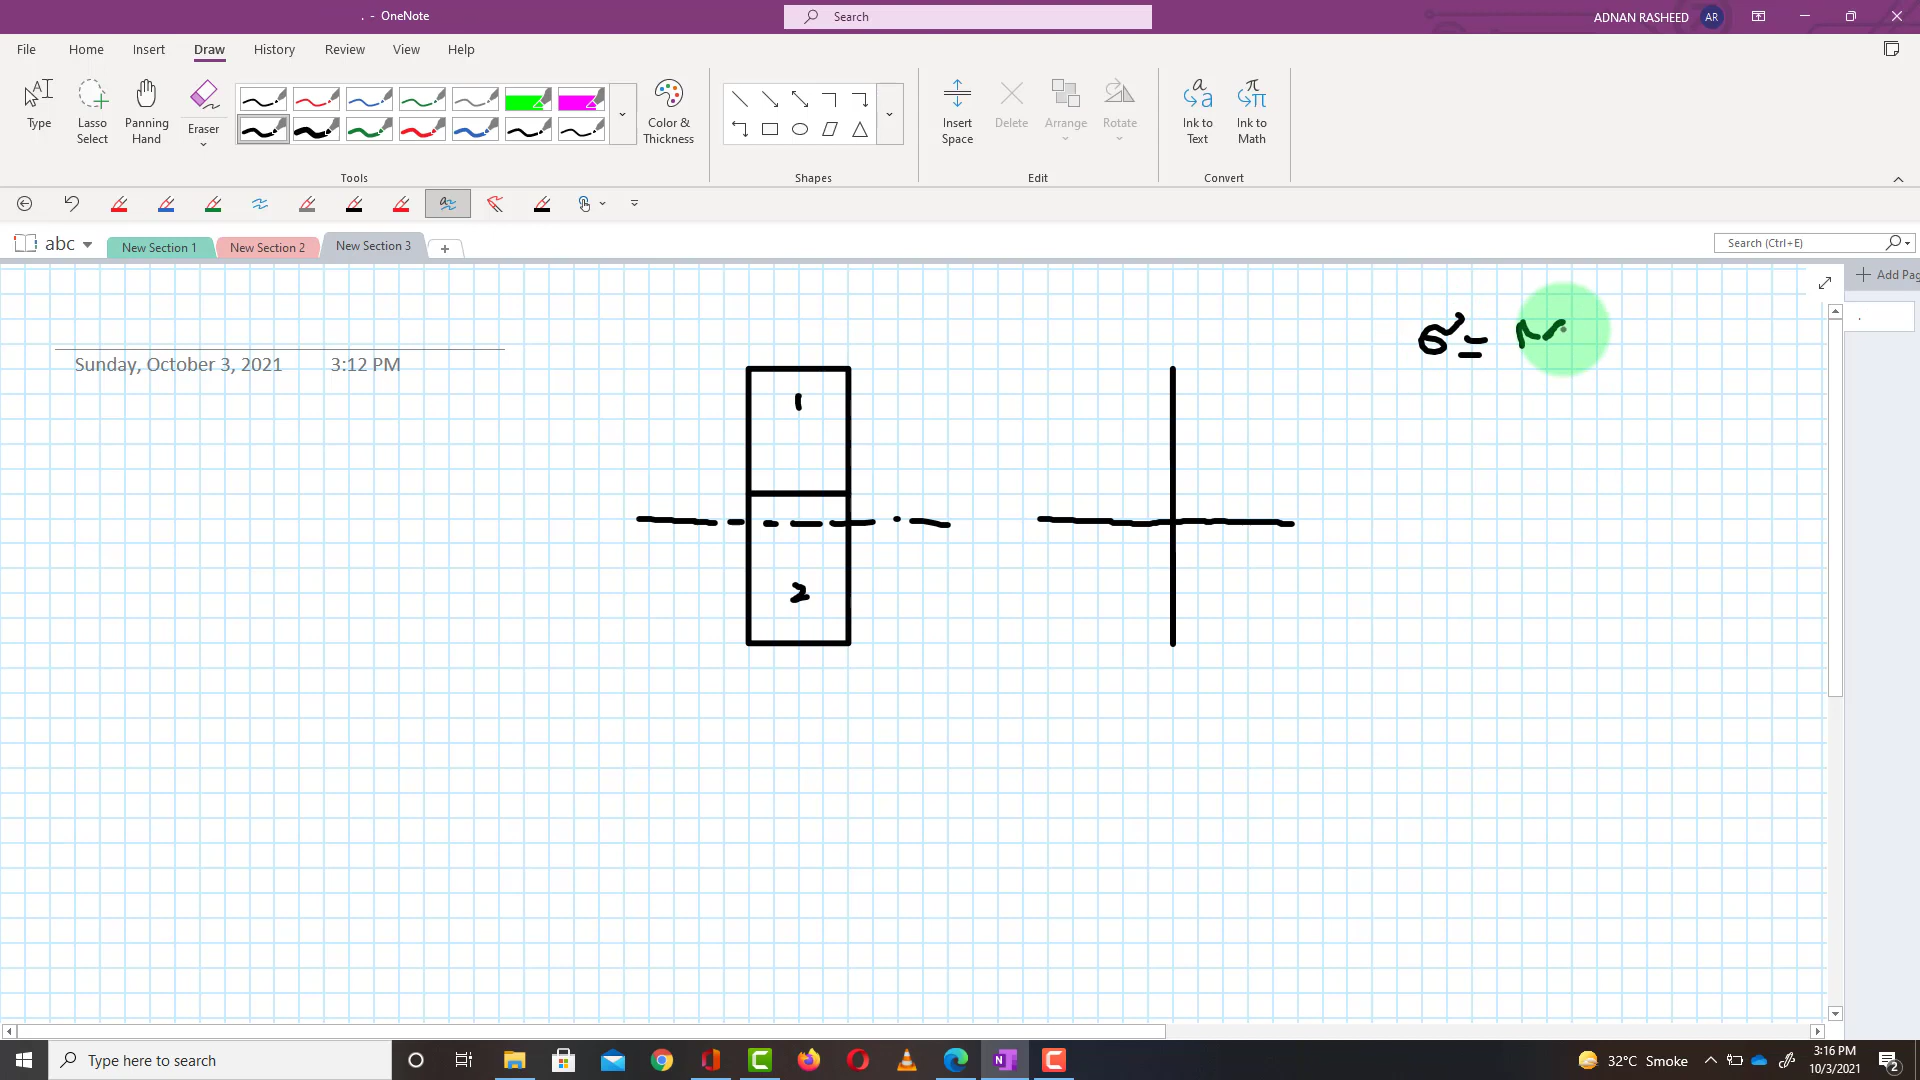 . - OneNote
Search
ADNAN RASHEED
AR
File Home Insert Draw History Review View Help
Type
Lasso Select
Panning Hand
Eraser
Color & Thickness
Insert Space
Delete
Arrange
Rotate
Ink to Text
Ink to Math
Tools Shapes Edit Convert
abc
New Section 1
New Section 2
New Section 3
Search (Ctrl+E)
Add Pag
.
Sunday, October 3, 2021 3:12 PM
1
2
Type here to search
32°C Smoke
3:16 PM
10/3/2021
2